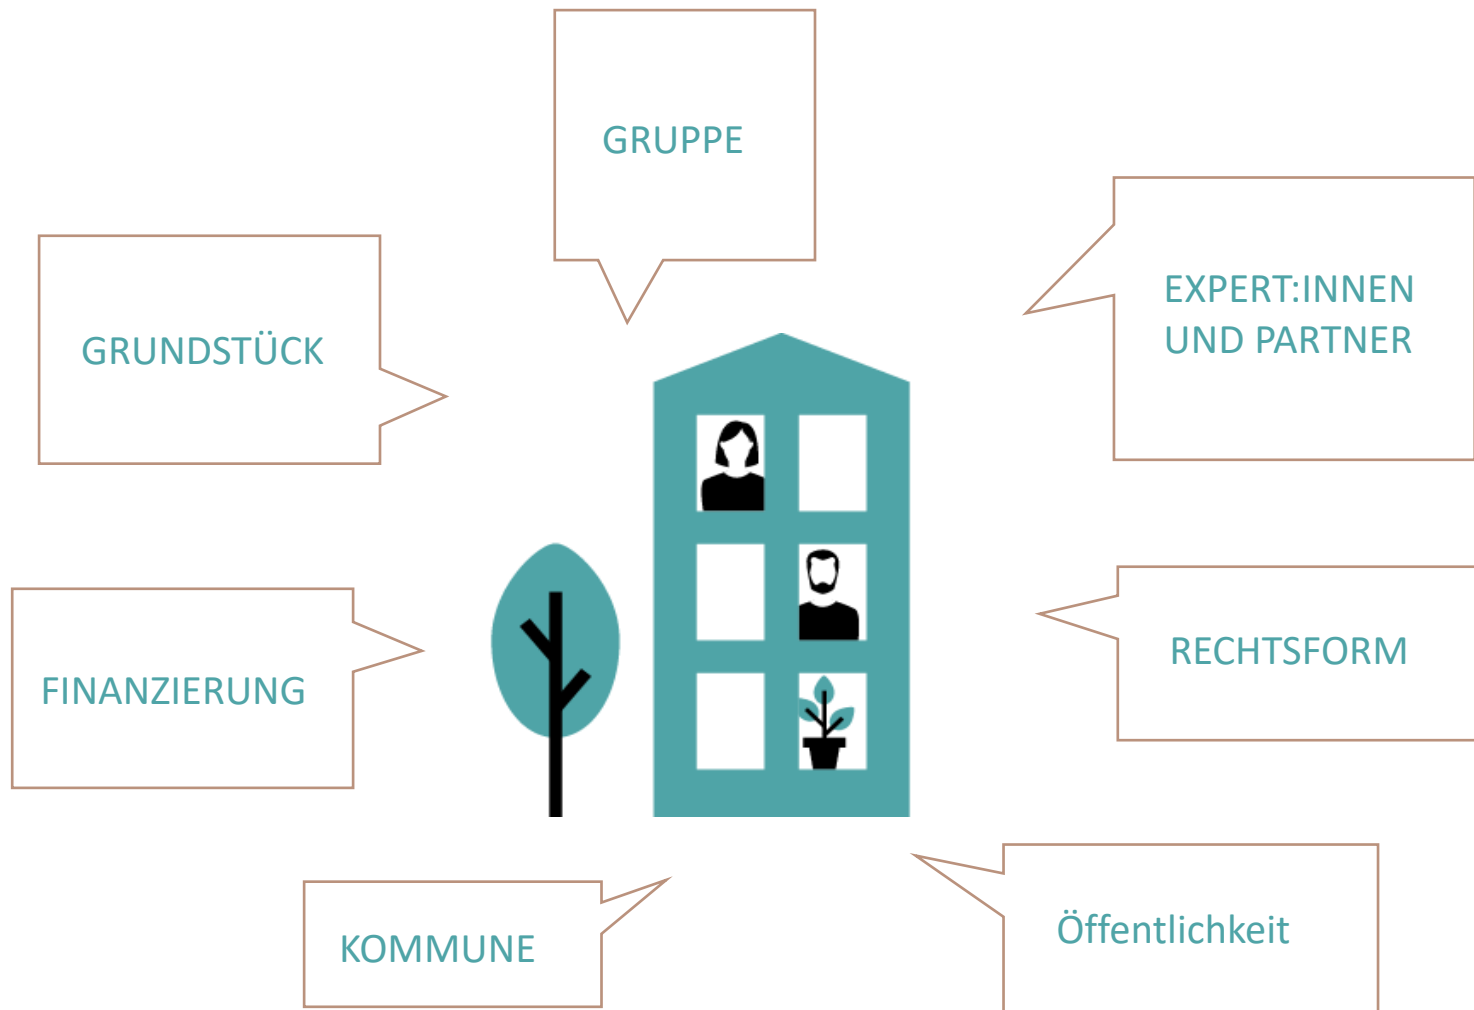 GRUPPE
EXPERT:INNEN
UND PARTNER
GRUNDSTÜCK
RECHTSFORM
FINANZIERUNG
Öffentlichkeit
KOMMUNE